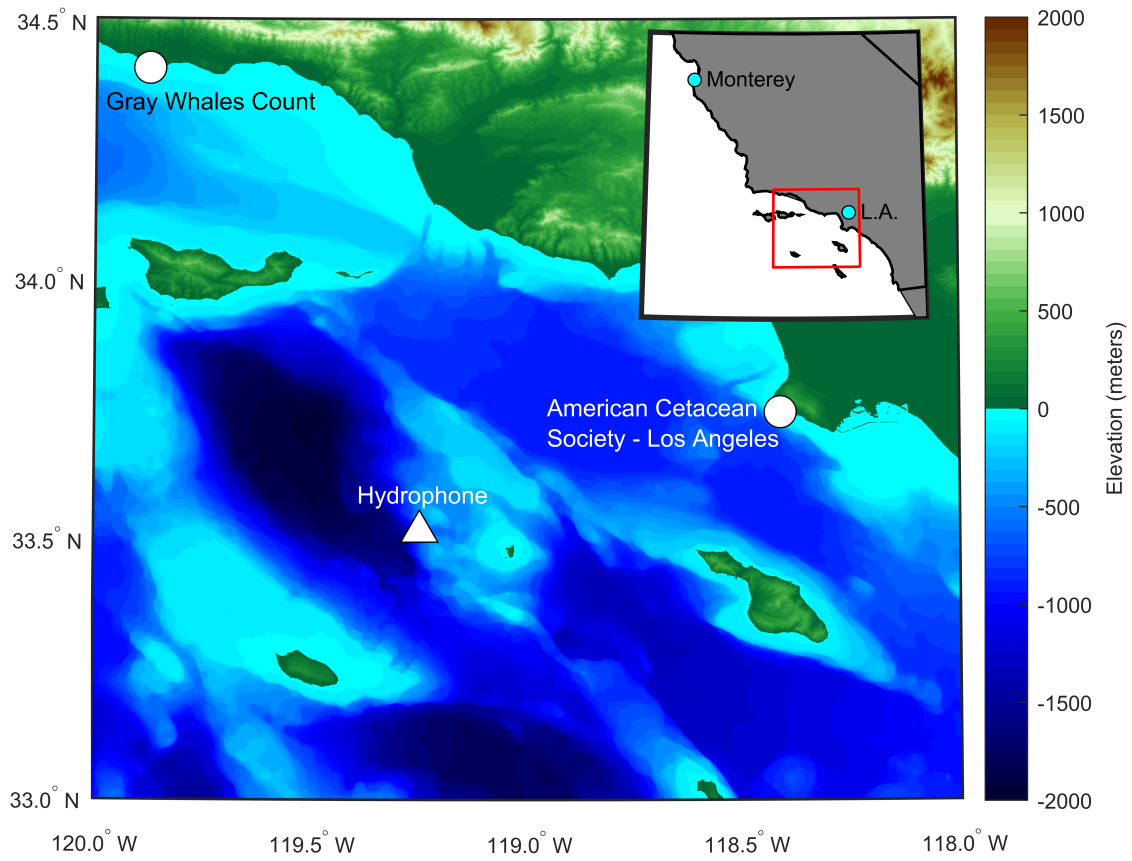 34.5° N
Gray Whales Count
34.0° N
American Cetacean
Society - Los Angeles
Hydrophone
33.5° N
33.0° N
120.0° W
119.5° W
119.0° W
118.5° W
118.0° W
Monterey
L.A.
2000
1500
1000
500
0
-500
-1000
-1500
-2000
Elevation (meters)